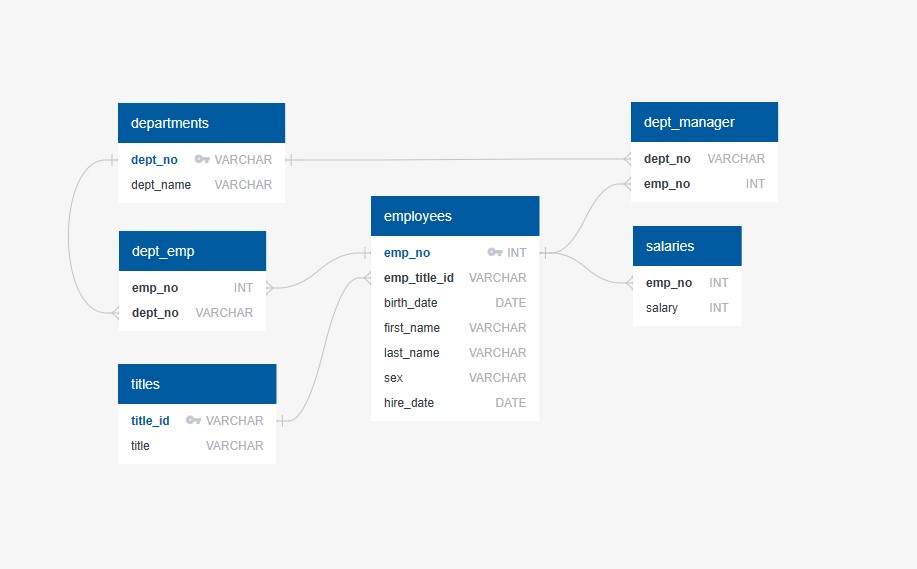 departments
dept_no VARCHAR
dept_name VARCHAR
dept_emp
emp_no INT
dept_no VARCHAR
titles
title_id VARCHAR
title VARCHAR
employees
emp_no INT
emp_title_id VARCHAR
birth_date DATE
first_name VARCHAR
last_name VARCHAR
sex VARCHAR
hire_date DATE
dept_manager
dept_no VARCHAR
emp_no INT
salaries
emp_no INT
salary INT